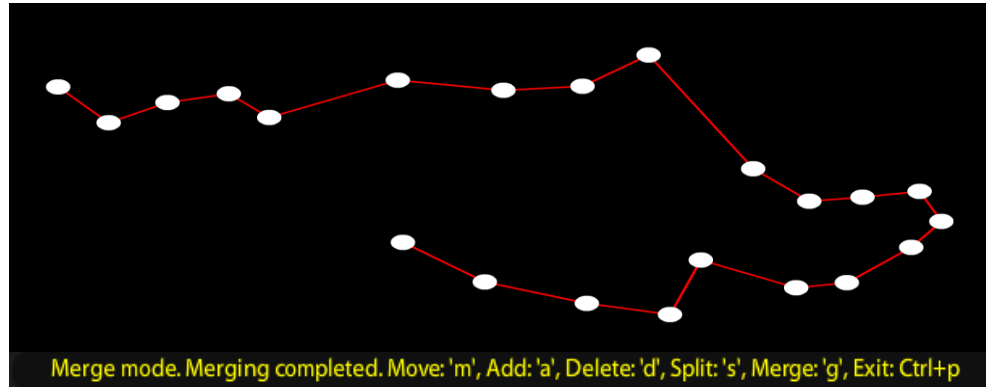 Merge mode. Merging completed. Move: 'm', Add: 'a', Delete: 'd', Split: 's', Merge: 'g', Exit: Ctrl+p